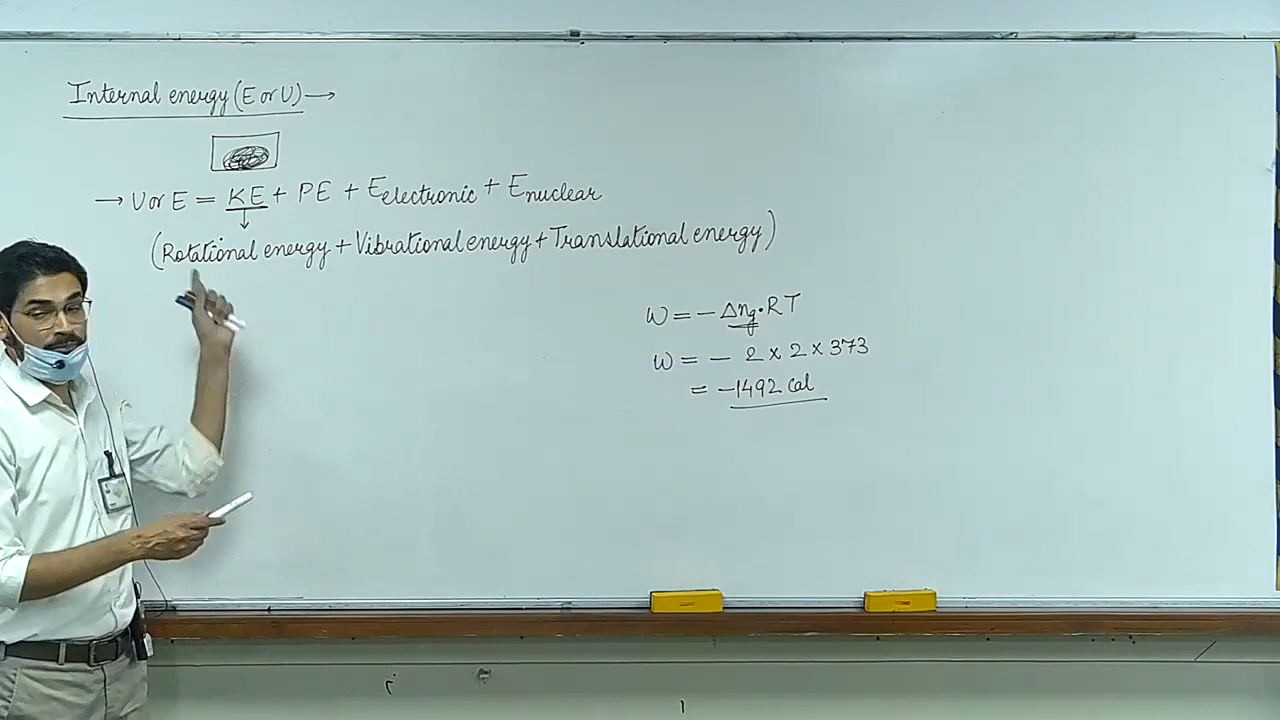 Internal energy (E or U) →
→ U or E = KE + PE + Eelectronic + Enuclear
↓
(Rotational energy + Vibrational energy + Translational energy)
W = - Δng · RT
W = - 2 x 2 x 373
= -1492 Cal